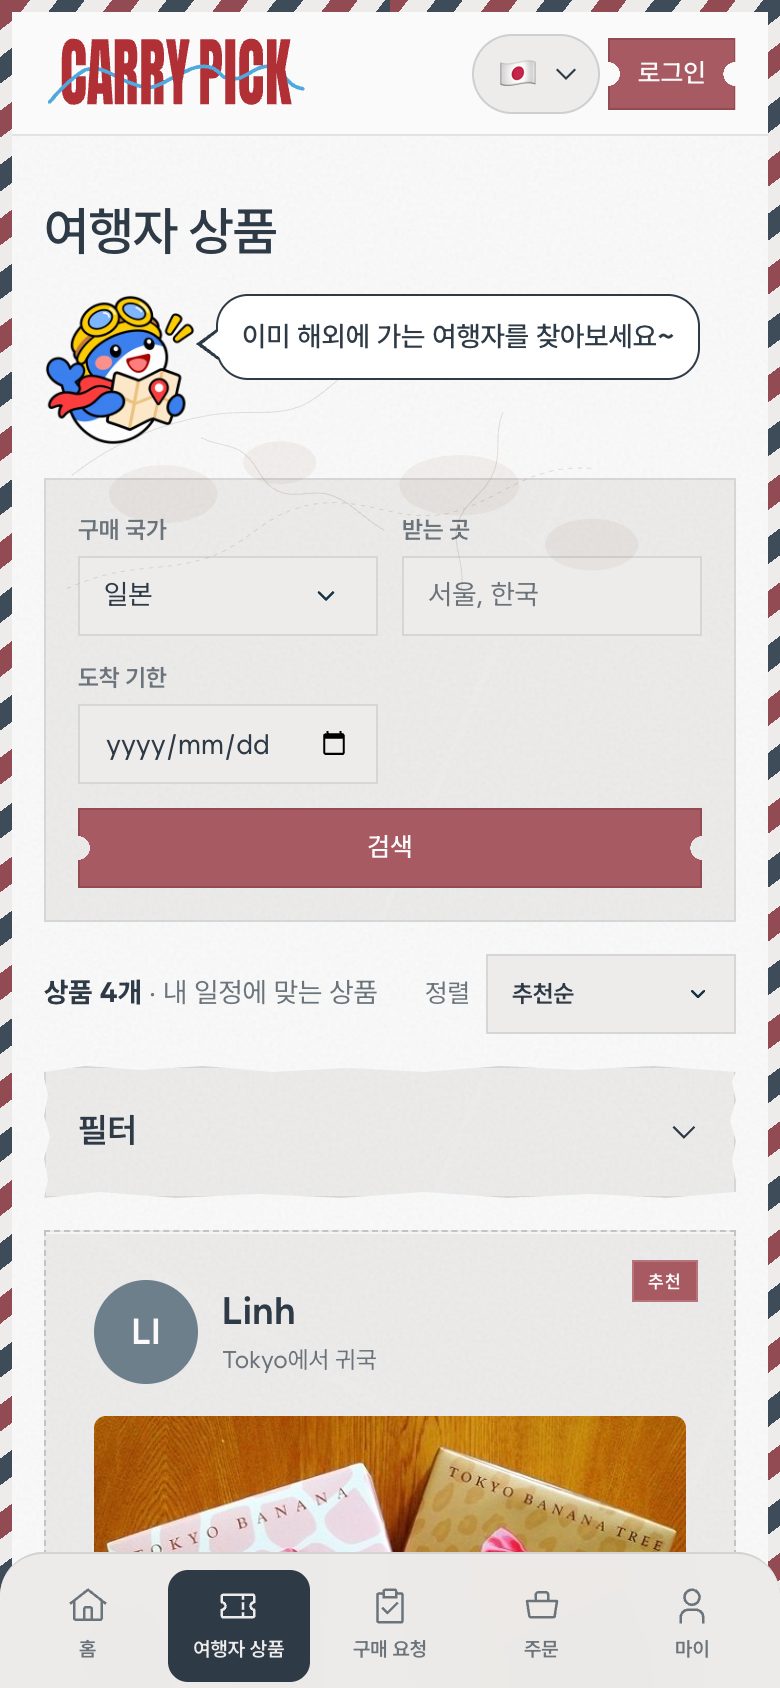 CARRY PICK
로그인
여행자 상품
이미 해외에 가는 여행자를 찾아보세요~
구매 국가
받는 곳
일본
서울, 한국
도착 기한
yyyy/mm/dd
검색
상품 4개 · 내 일정에 맞는 상품
정렬
추천순
필터
추천
LI
Linh
Tokyo에서 귀국
TOKYO BANANA
TOKYO BANANA TREE
홈
여행자 상품
구매 요청
주문
마이